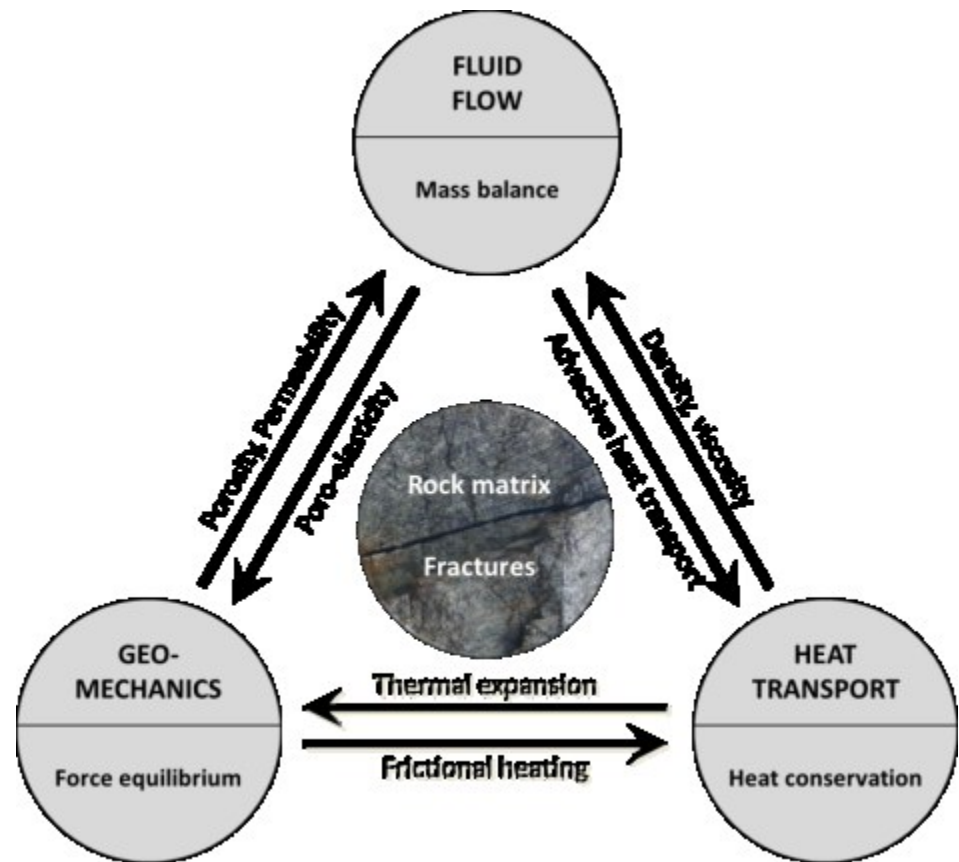 FLUID
FLOW
Mass balance
Porosity, Permeability
Poro-elasticity
Advective heat transport
Density, viscosity
Rock matrix
Fractures
GEO-
MECHANICS
Force equilibrium
Thermal expansion
Frictional heating
HEAT
TRANSPORT
Heat conservation